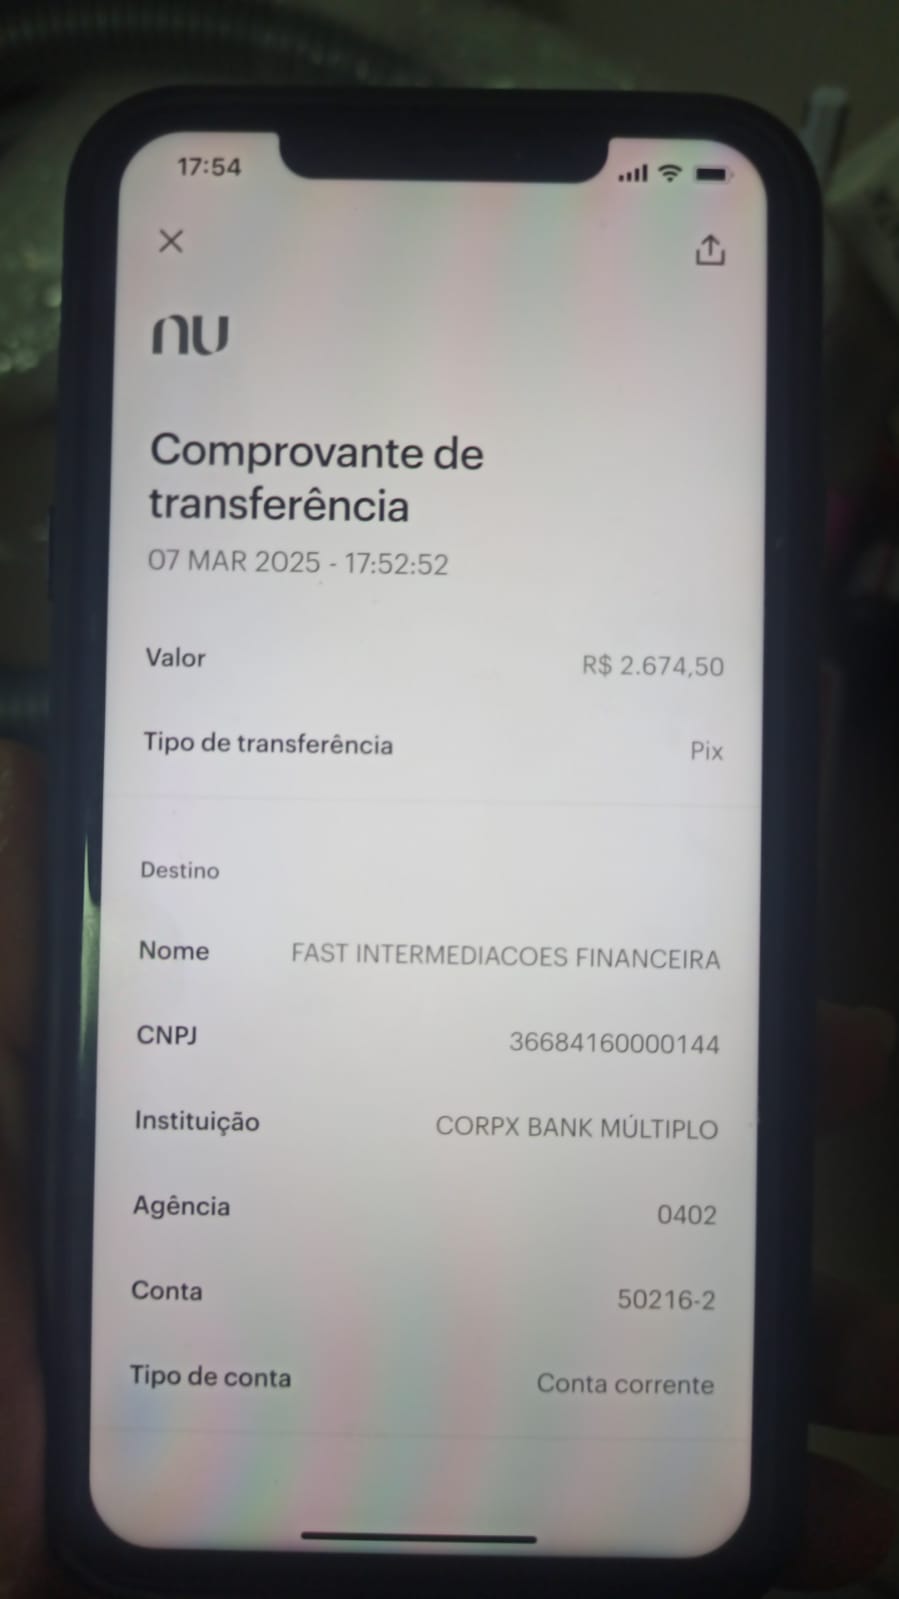 17:54
nu
Comprovante de
transferência
07 MAR 2025 - 17:52:52
Valor R$ 2.674,50
Tipo de transferência Pix
Destino
Nome FAST INTERMEDIACOES FINANCEIRA
CNPJ 36684160000144
Instituição CORPX BANK MÚLTIPLO
Agência 0402
Conta 50216-2
Tipo de conta Conta corrente